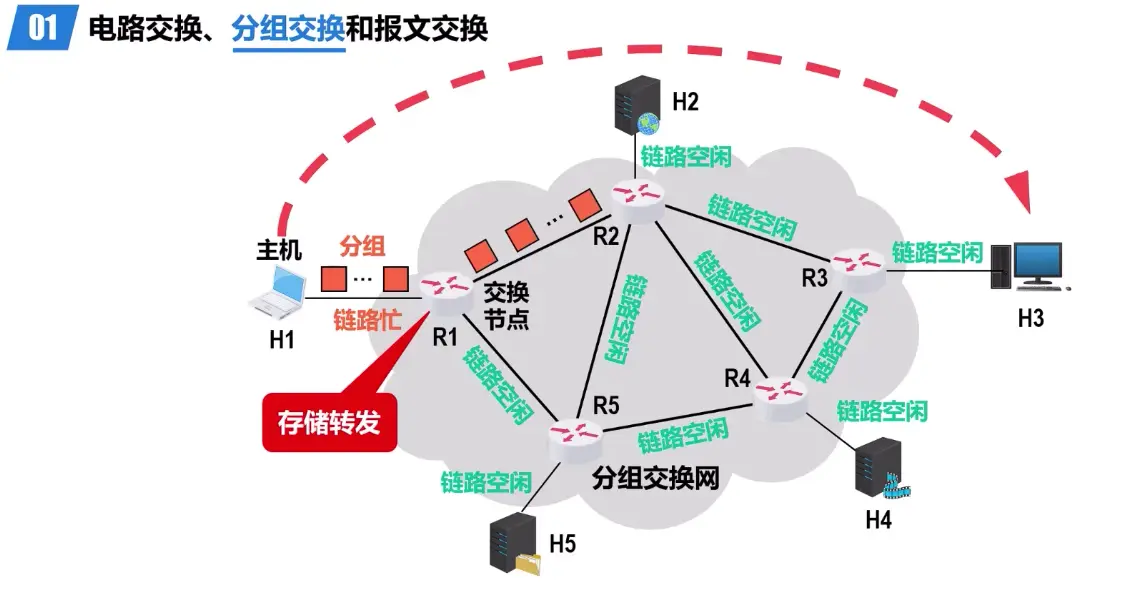 01 电路交换、分组交换和报文交换
H2
链路空闲
主机
分组
...
...
R2
链路空闲
链路空闲
R3
链路空闲
H3
H1
链路忙
R1
交换
节点
链路空闲
链路空闲
链路空闲
存储转发
链路空闲
R5
R4
链路空闲
链路空闲
分组交换网
链路空闲
H5
H4